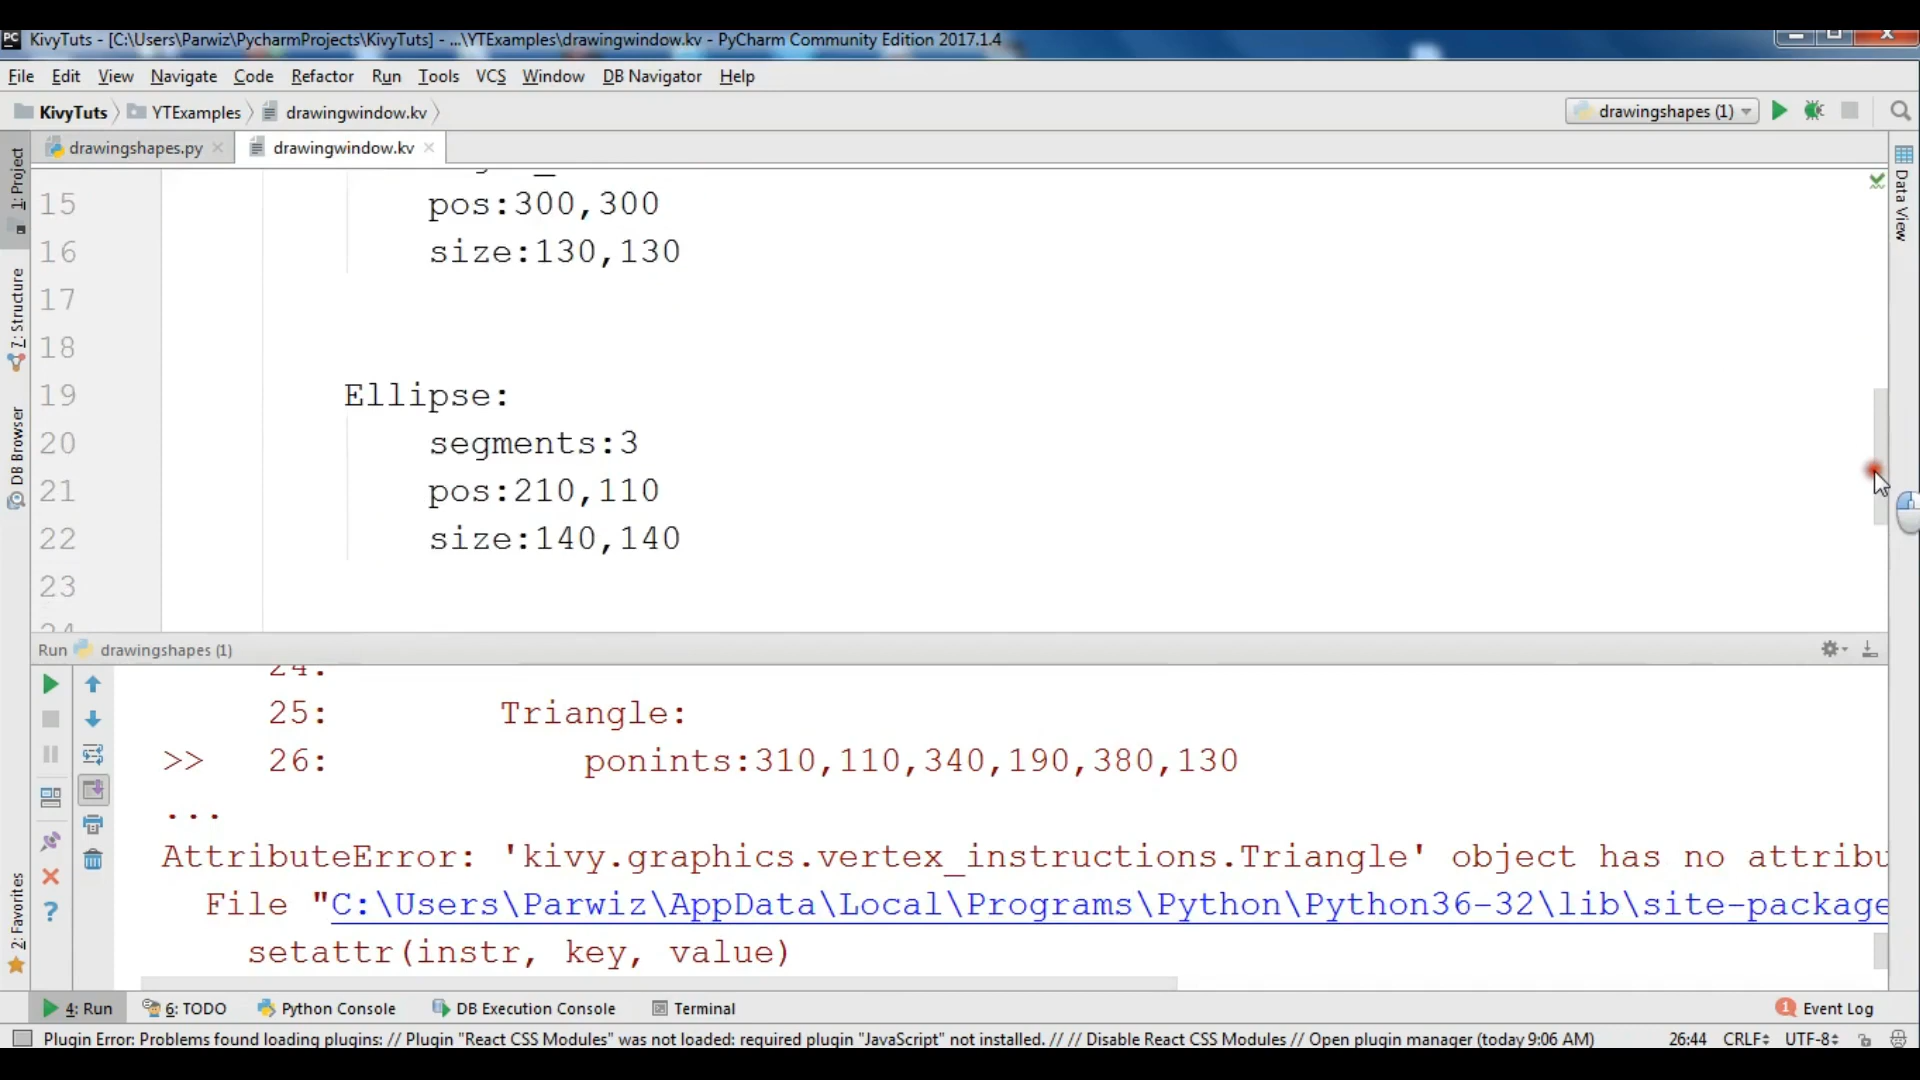 KivyTuts - [C:\Users\Parwiz\PycharmProjects\KivyTuts] - ...\YTExamples\drawingwindow.kv - PyCharm Community Edition 2017.1.4
File Edit View Navigate Code Refactor Run Tools VCS Window DB Navigator Help
KivyTuts YTExamples drawingwindow.kv drawingshapes (1)
drawingshapes.py drawingwindow.kv
1: Project
7: Structure
DB Browser
2: Favorites
Data View
15 pos:300,300
16 size:130,130
17
18
19 Ellipse:
20 segments:3
21 pos:210,110
22 size:140,140
23
24
Run drawingshapes (1)
24:
25: Triangle:
>> 26: ponints:310,110,340,190,380,130
...
AttributeError: 'kivy.graphics.vertex_instructions.Triangle' object has no attribu
File "C:\Users\Parwiz\AppData\Local\Programs\Python\Python36-32\lib\site-package
setattr(instr, key, value)
4: Run 6: TODO Python Console DB Execution Console Terminal 1 Event Log
Plugin Error: Problems found loading plugins: // Plugin "React CSS Modules" was not loaded: required plugin "JavaScript" not installed. // // Disable React CSS Modules // Open plugin manager (today 9:06 AM) 26:44 CRLF UTF-8